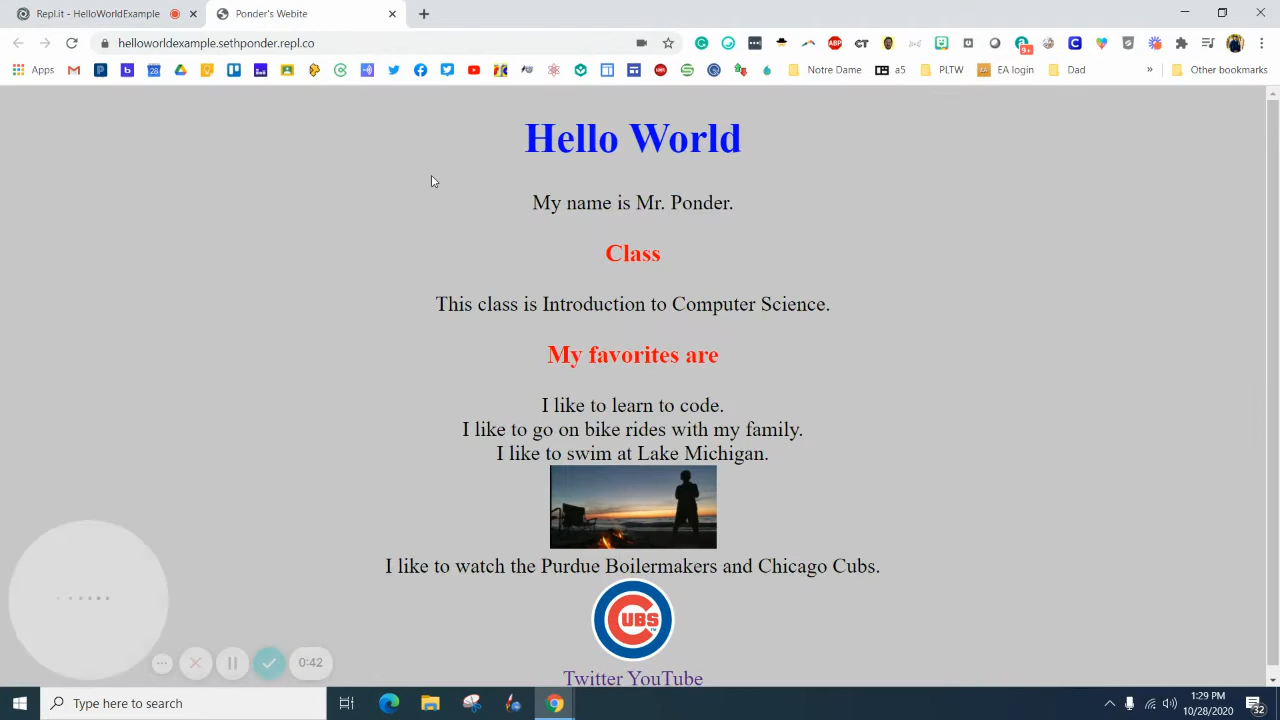 Repl.it - HelloWorldExample
Ponder's Webite
helloworldexample.sethponder.repl.co
ABP
9+
Apps
Notre Dame
a5
PLTW
EA
EA login
Dad
Other bookmarks
Hello World
My name is Mr. Ponder.
Class
This class is Introduction to Computer Science.
My favorites are
I like to learn to code.
I like to go on bike rides with my family.
I like to swim at Lake Michigan.
I like to watch the Purdue Boilermakers and Chicago Cubs.
CUBS
TM
Twitter YouTube
0:42
Type here to search
1:29 PM
10/28/2020
32